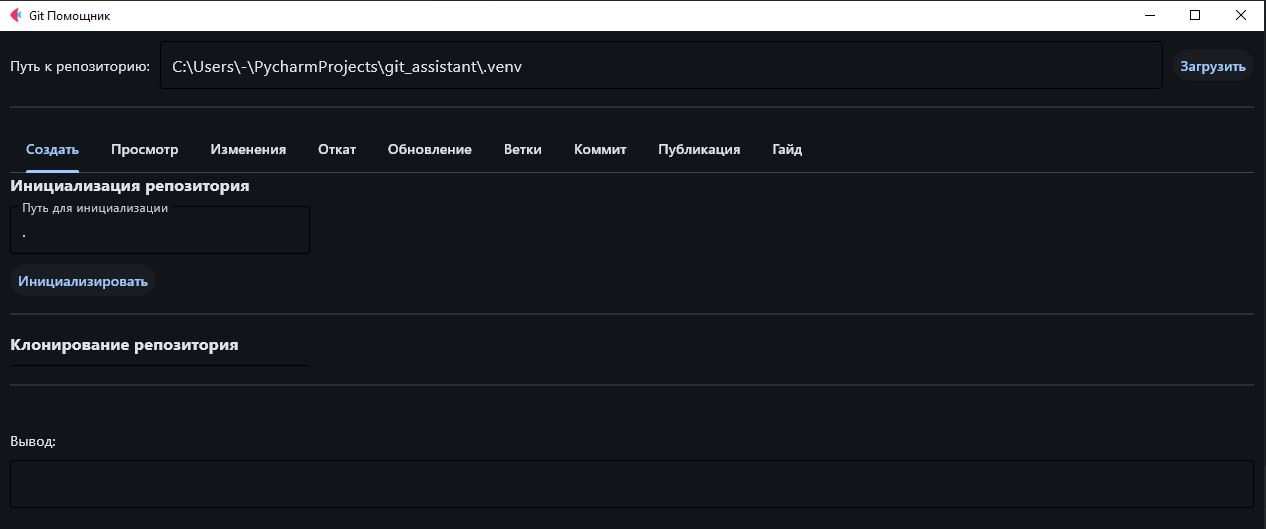 Git Помощник
Путь к репозиторию: C:\Users\-\PycharmProjects\git_assistant\.venv Загрузить
Создать Просмотр Изменения Откат Обновление Ветки Коммит Публикация Гайд
Инициализация репозитория
Путь для инициализации
.
Инициализировать
Клонирование репозитория
Вывод: